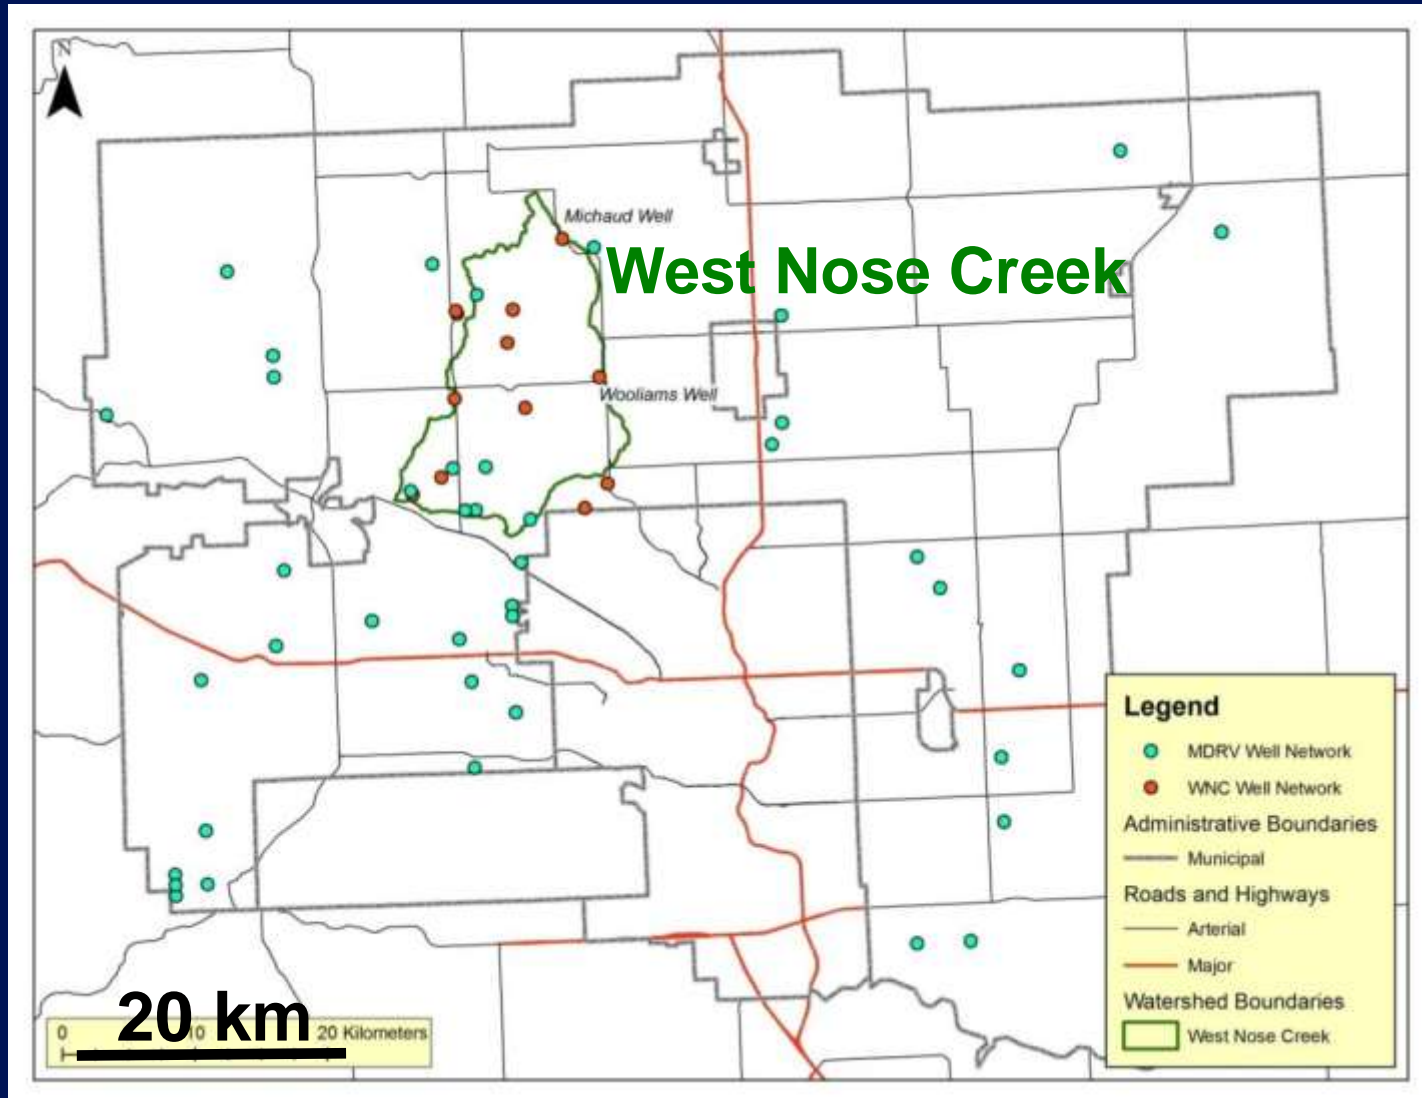 N
Michaud Well
West Nose Creek
Wooliams Well
Legend
MDRV Well Network
WNC Well Network
Administrative Boundaries
Municipal
Roads and Highways
Arterial
Major
Watershed Boundaries
West Nose Creek
20 km
0 10 20 Kilometers